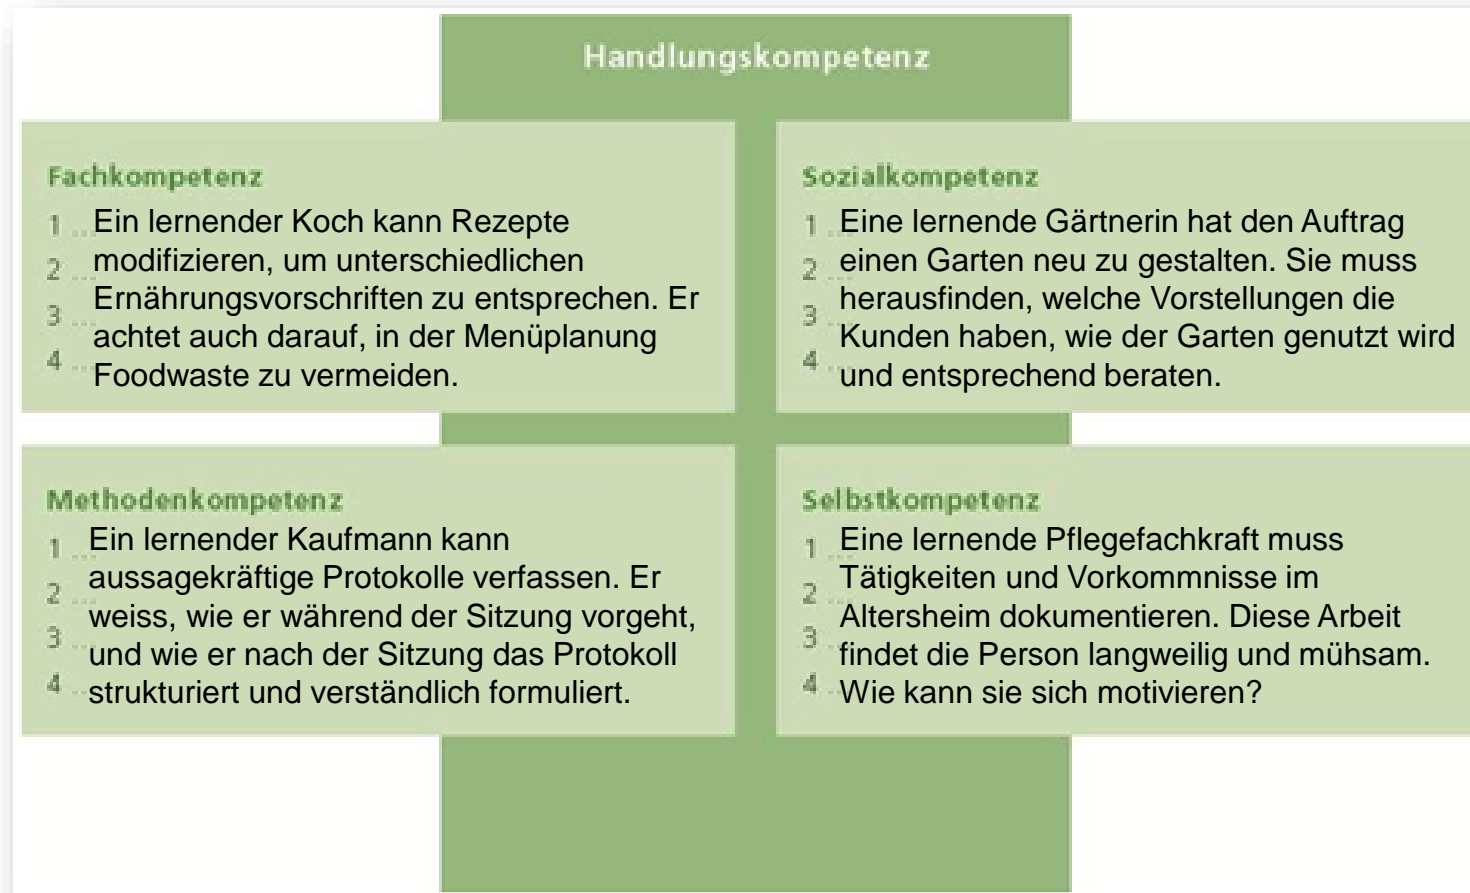 Handlungskompetenz
Fachkompetenz
1 ... Ein lernender Koch kann Rezepte
2 ... modifizieren, um unterschiedlichen
Ernährungsvorschriften zu entsprechen. Er
3 ... achtet auch darauf, in der Menüplanung
4 ... Foodwaste zu vermeiden.
Sozialkompetenz
1 ... Eine lernende Gärtnerin hat den Auftrag
2 ... einen Garten neu zu gestalten. Sie muss
herausfinden, welche Vorstellungen die
3 ... Kunden haben, wie der Garten genutzt wird
4 ... und entsprechend beraten.
Methodenkompetenz
1 ... Ein lernender Kaufmann kann
aussagekräftige Protokolle verfassen. Er
2 ... weiss, wie er während der Sitzung vorgeht,
3 ... und wie er nach der Sitzung das Protokoll
4 ... strukturiert und verständlich formuliert.
Selbstkompetenz
1 ... Eine lernende Pflegefachkraft muss
Tätigkeiten und Vorkommnisse im
2 ... Altersheim dokumentieren. Diese Arbeit
3 ... findet die Person langweilig und mühsam.
4 ... Wie kann sie sich motivieren?